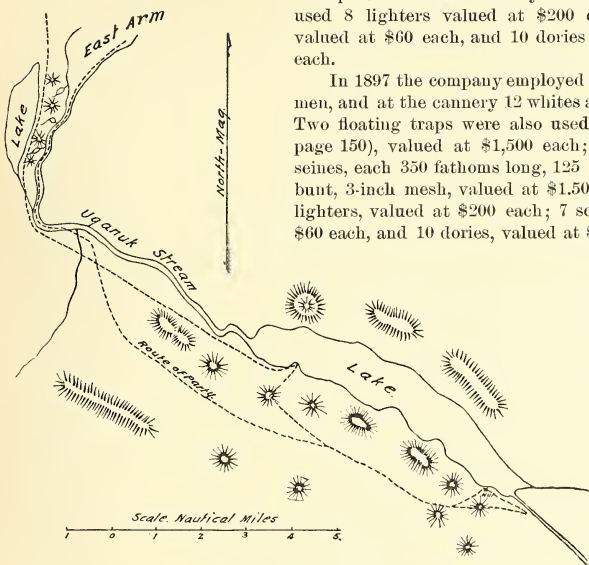 used 8 lighters valued at $200
valued at $60 each, and 10 dories
each.
In 1897 the company employed
men, and at the cannery 12 whites
Two floating traps were also used
page 150), valued at $1,500 each;
seines, each 350 fathoms long, 125
bunt, 3-inch mesh, valued at $1.50
lighters, valued at $200 each; 7
$60 each, and 10 dories, valued at
East Arm
Lake
North-Mag.
Uganuk Stream
Route of party.
Lake.
Scale. Nautical Miles
1 0 1 2 3 4 5.